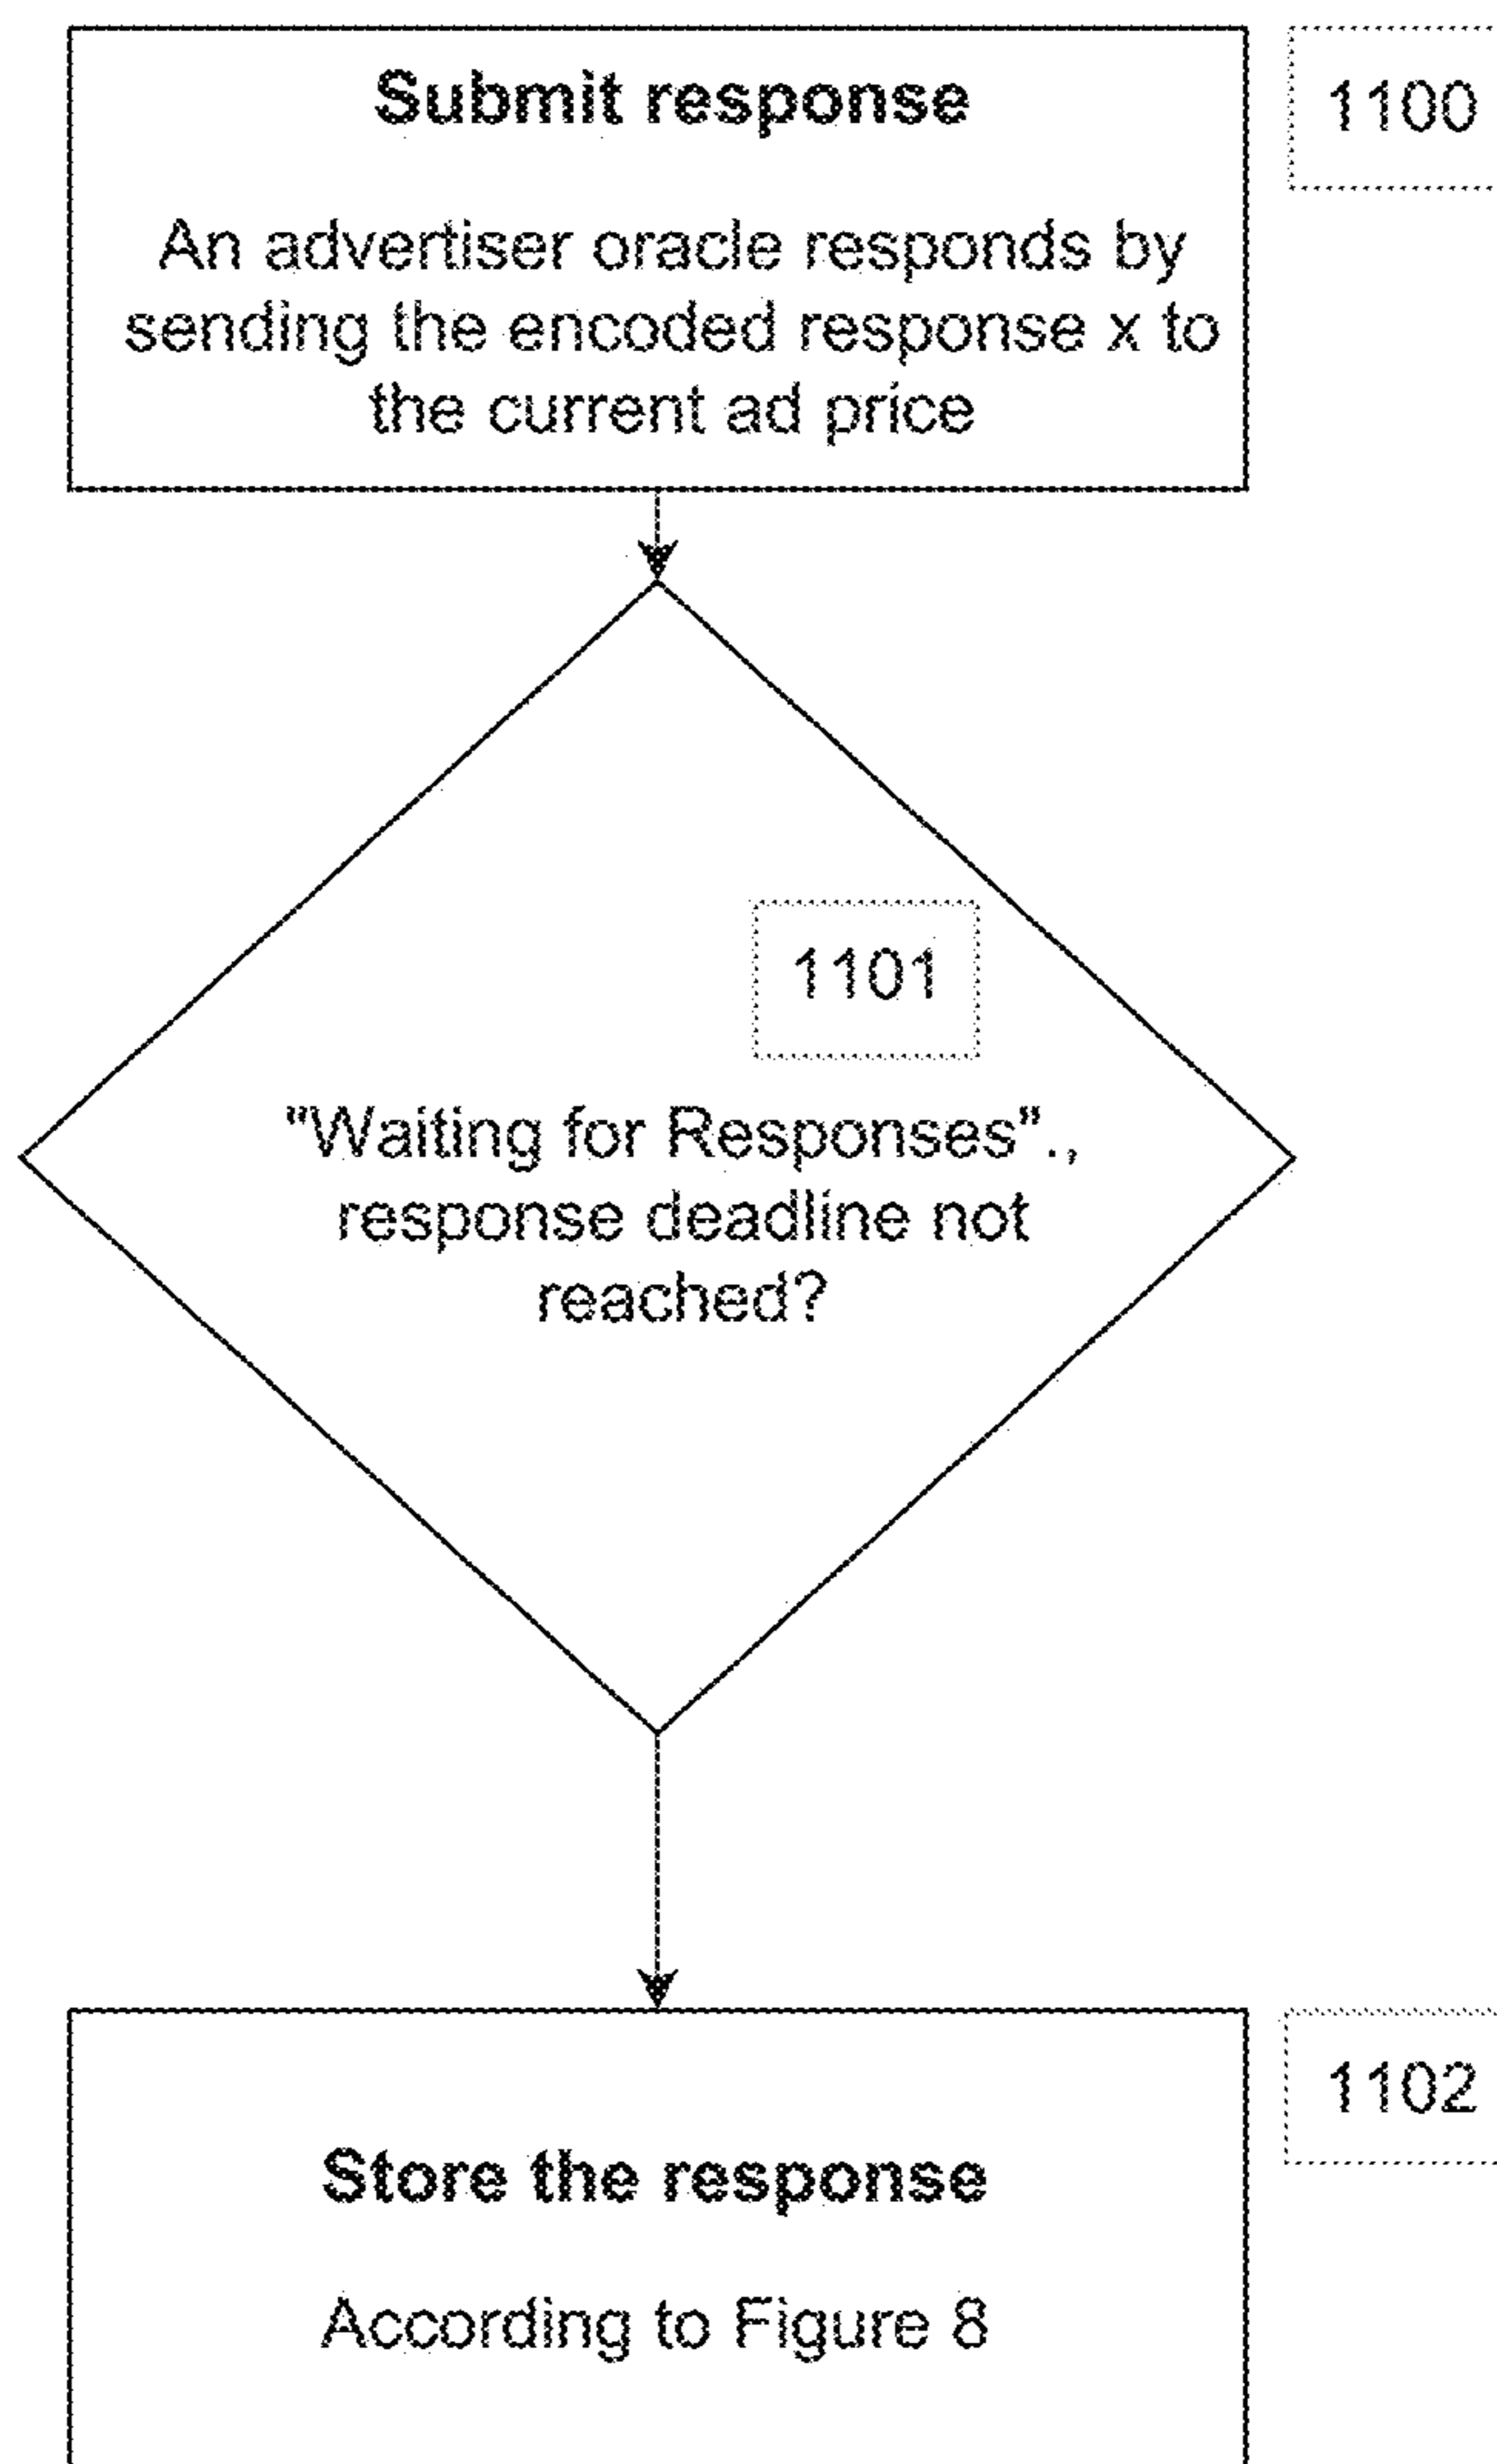 Submit response
1100
An advertiser oracle responds by
sending the encoded response x to
the current ad price
1101
"Waiting for Responses".,
response deadline not
reached?
1102
Store the response
According to Figure 8